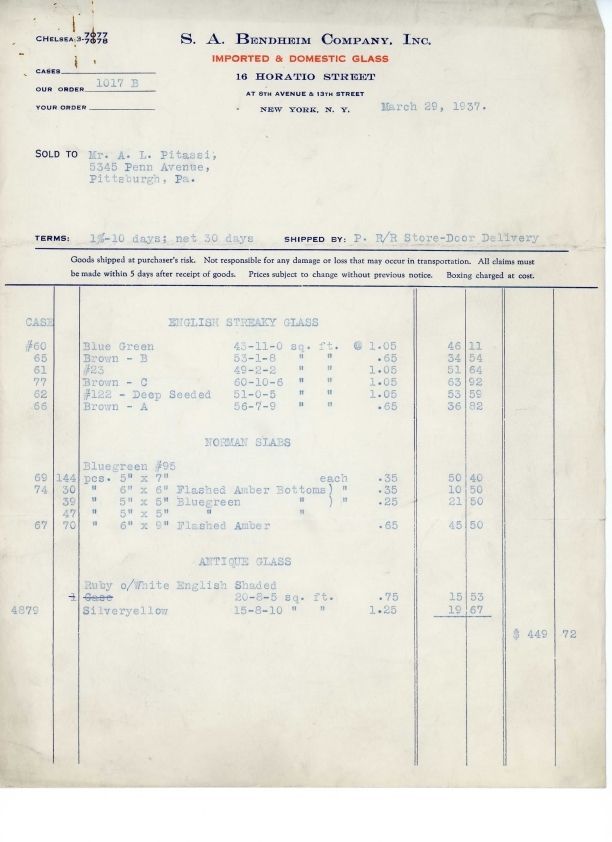 CHELSEA 3-7077
7078
S. A. BENDHEIM COMPANY, INC.
IMPORTED & DOMESTIC GLASS
16 HORATIO STREET
AT 8TH AVENUE & 13TH STREET
NEW YORK, N. Y.
March 29, 1937.
CASES
OUR ORDER 1017 B
YOUR ORDER
SOLD TO Mr. A. L. Pitassi,
5345 Penn Avenue,
Pittsburgh, Pa.
TERMS: 1%-10 days; net 30 days SHIPPED BY: P. R/R Store-Door Delivery
Goods shipped at purchaser's risk. Not responsible for any damage or loss that may occur in transportation. All claims must
be made within 5 days after receipt of goods. Prices subject to change without previous notice. Boxing charged at cost.
CASE ENGLISH STREAKY GLASS
#60 Blue Green 43-11-0 sq. ft. @ 1.05 46 11
65 Brown - B 53-1-8 " " .65 34 54
61 #23 49-2-2 " " 1.05 51 64
77 Brown - C 60-10-6 " " 1.05 63 92
62 #122 - Deep Seeded 51-0-5 " " 1.05 53 59
66 Brown - A 56-7-9 " " .65 36 82
NORMAN SLABS
Bluegreen #95
69 144 pcs. 5" x 7" each .35 50 40
74 30 " 6" x 6" Flashed Amber Bottoms) " .35 10 50
39 " 5" x 5" Bluegreen " ) " .25 21 50
47 " 5" x 5" " "
67 70 " 6" x 9" Flashed Amber .65 45 50
ANTIQUE GLASS
Ruby o/White English Shaded
1 Case 20-8-5 sq. ft. .75 15 53
4879 Silveryellow 15-8-10 " " 1.25 19 67
$ 449 72